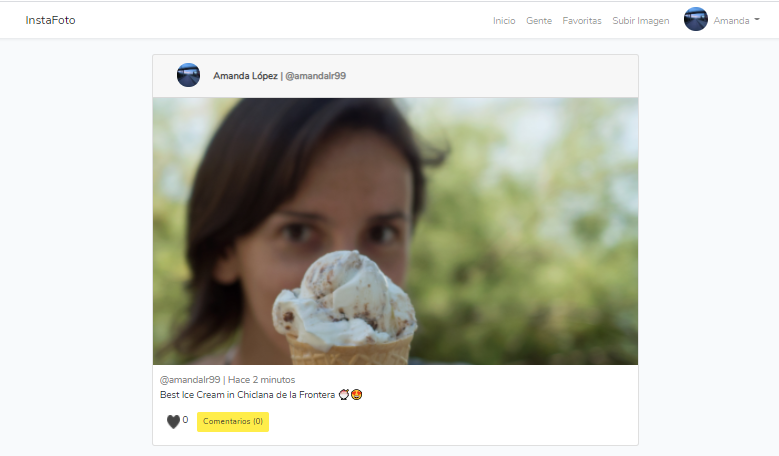 InstaFoto Inicio Gente Favoritas Subir Imagen Amanda
Amanda López | @amandalr99
@amandalr99 | Hace 2 minutos
Best Ice Cream in Chiclana de la Frontera 🍨😍
0 Comentarios (0)